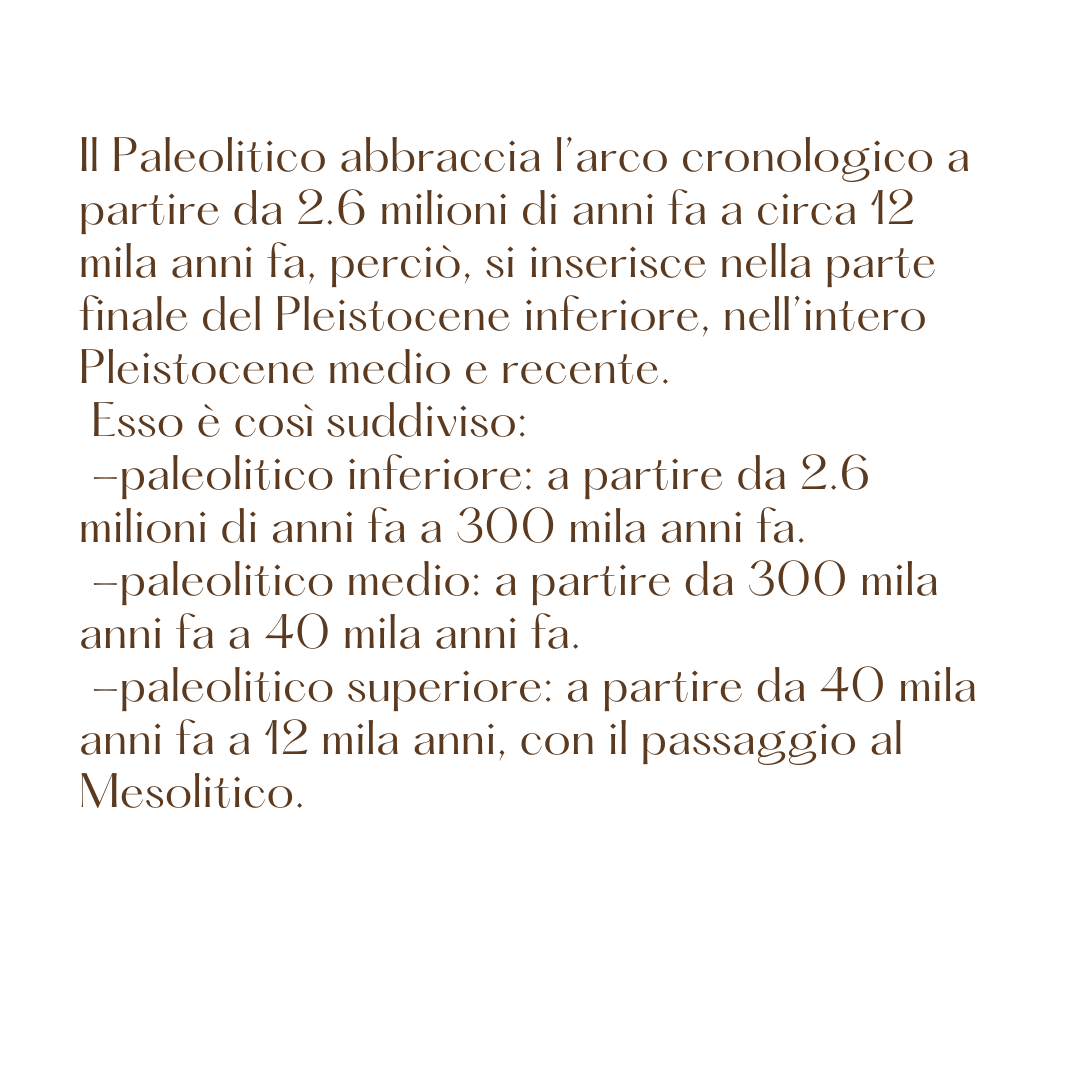 Il Paleolitico abbraccia l'arco cronologico a
partire da 2.6 milioni di anni fa a circa 12
mila anni fa, perciò, si inserisce nella parte
finale del Pleistocene inferiore, nell'intero
Pleistocene medio e recente.
Esso è così suddiviso:
-paleolitico inferiore: a partire da 2.6
milioni di anni fa a 300 mila anni fa.
-paleolitico medio: a partire da 300 mila
anni fa a 40 mila anni fa.
-paleolitico superiore: a partire da 40 mila
anni fa a 12 mila anni, con il passaggio al
Mesolitico.